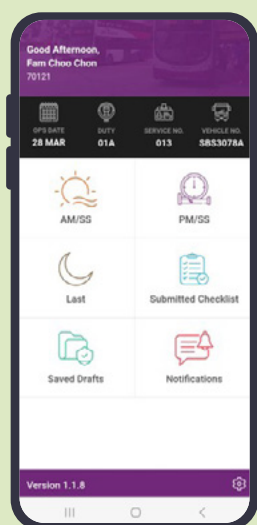 Good Afternoon,
Fam Choo Chon
70121
OPS DATE DUTY SERVICE NO. VEHICLE NO.
28 MAR 01A 013 SBS3078A
AM/SS PM/SS
Last Submitted Checklist
Saved Drafts Notifications
Version 1.1.8